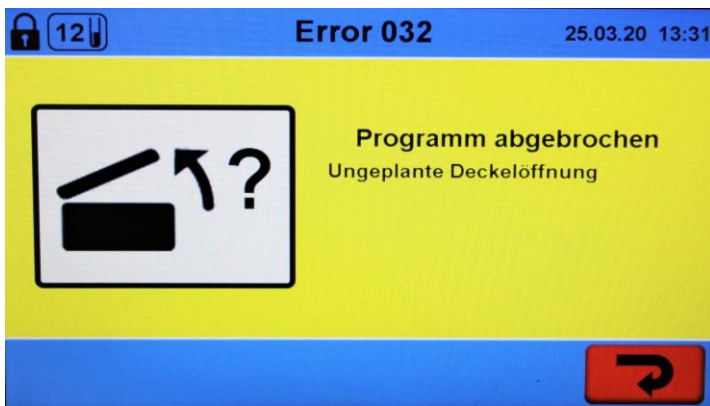 12 Error 032 25.03.20 13:31
?
Programm abgebrochen
Ungeplante Deckelöffnung